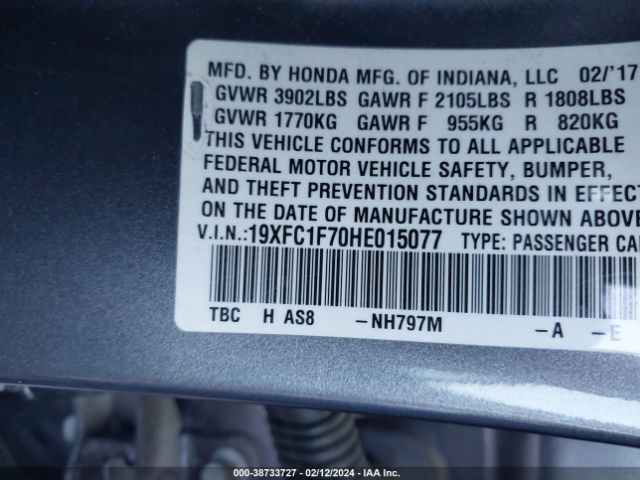 MFD. BY HONDA MFG. OF INDIANA, LLC 02/'17
GVWR 3902LBS GAWR F 2105LBS R 1808LBS
GVWR 1770KG GAWR F 955KG R 820KG
THIS VEHICLE CONFORMS TO ALL APPLICABLE
FEDERAL MOTOR VEHICLE SAFETY, BUMPER,
AND THEFT PREVENTION STANDARDS IN EFFECT
ON THE DATE OF MANUFACTURE SHOWN ABOVE
V.I.N.:19XFC1F70HE015077 TYPE: PASSENGER CA
TBC H AS8 -NH797M -A -E
000-38733727 - 02/12/2024 - IAA Inc.